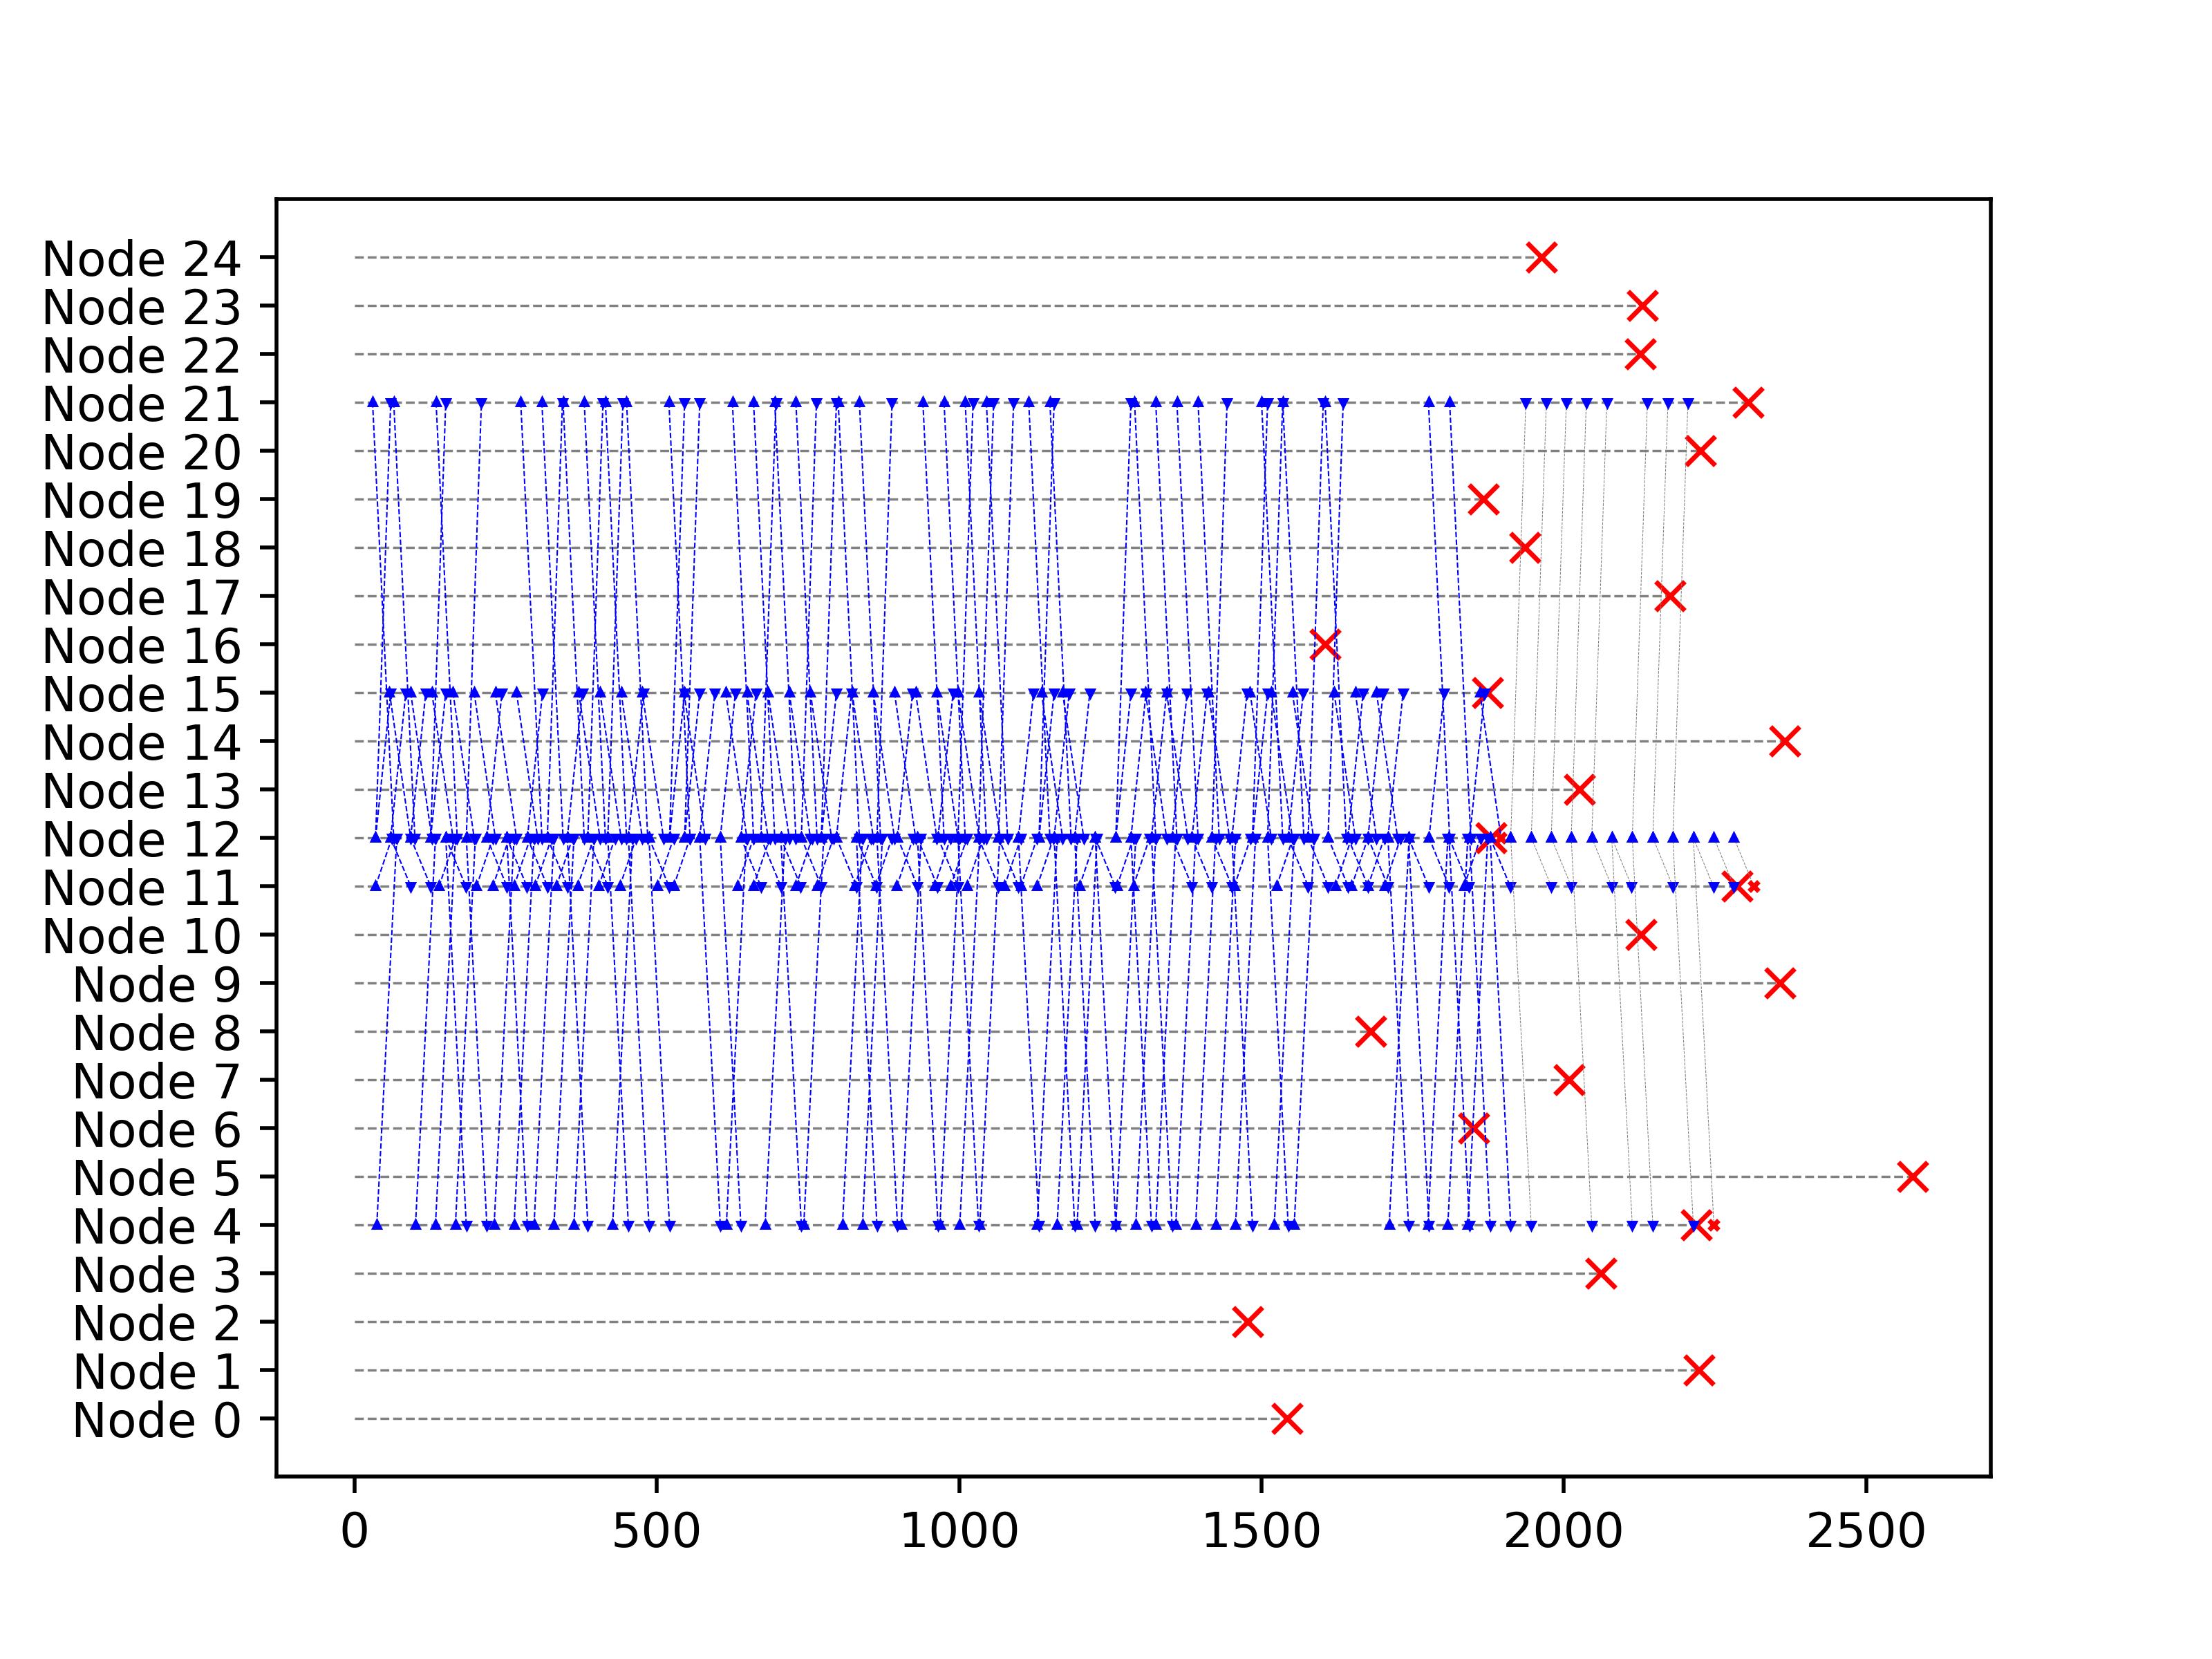 Node 24
Node 23
Node 22
Node 21
Node 20
Node 19
Node 18
Node 17
Node 16
Node 15
Node 14
Node 13
Node 12
Node 11
Node 10
Node 9
Node 8
Node 7
Node 6
Node 5
Node 4
Node 3
Node 2
Node 1
Node 0
0 500 1000 1500 2000 2500